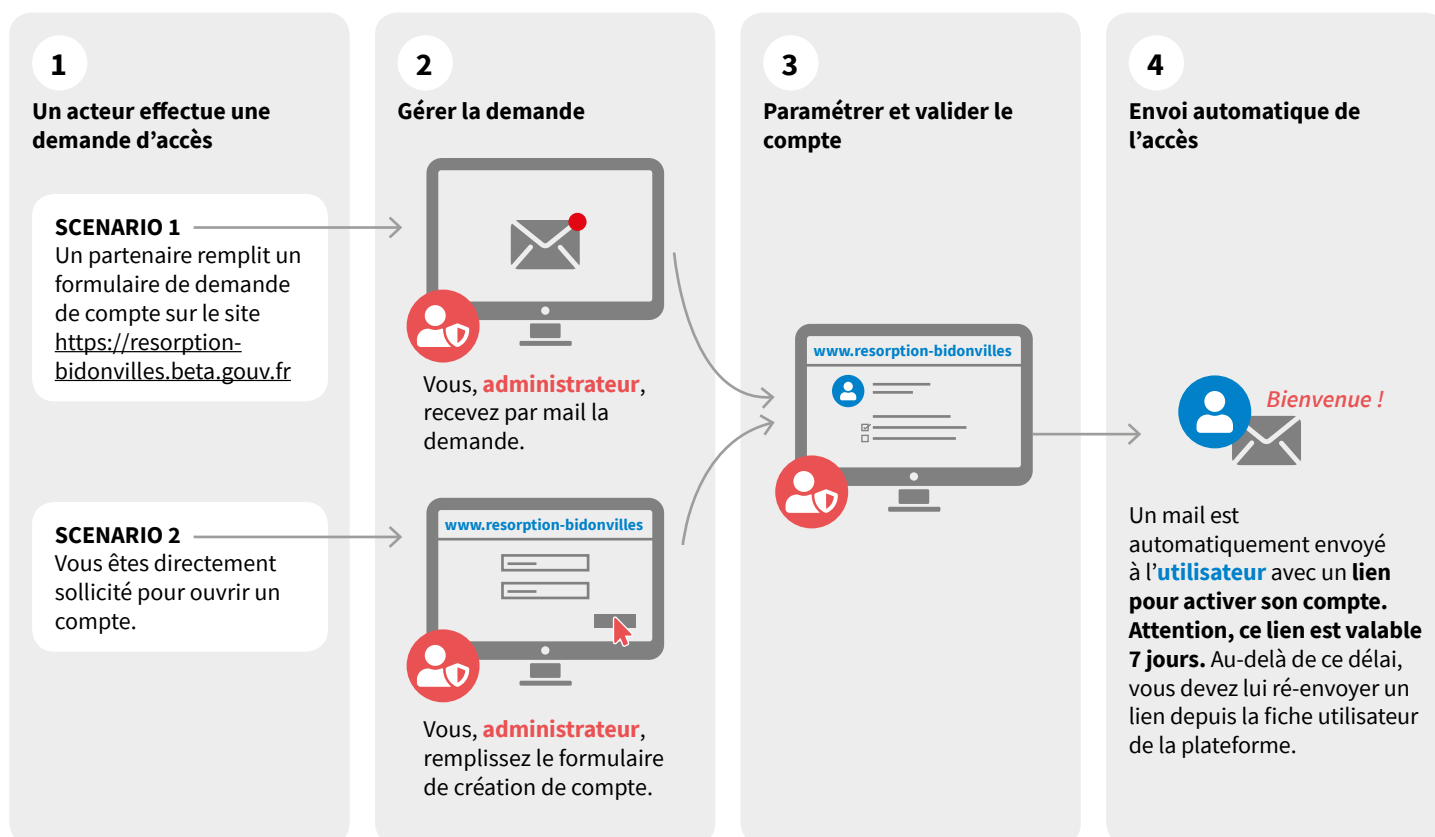 1
Un acteur effectue une
demande d'accès
SCENARIO 1
Un partenaire remplit un
formulaire de demande
de compte sur le site
https://resorption-
bidonvilles.beta.gouv.fr
SCENARIO 2
Vous êtes directement
sollicité pour ouvrir un
compte.
2
Gérer la demande
Vous, administrateur,
recevez par mail la
demande.
www.resorption-bidonvilles
Vous, administrateur,
remplissez le formulaire
de création de compte.
3
Paramétrer et valider le
compte
www.resorption-bidonvilles
4
Envoi automatique de
l'accès
Bienvenue !
Un mail est
automatiquement envoyé
à l'utilisateur avec un lien
pour activer son compte.
Attention, ce lien est valable
7 jours. Au-delà de ce délai,
vous devez lui ré-envoyer un
lien depuis la fiche utilisateur
de la plateforme.